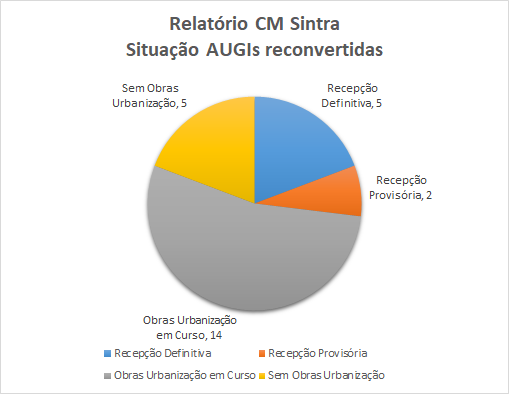 Relatório CM Sintra
Situação AUGIs reconvertidas
Sem Obras
Urbanização, 5
Recepção
Definitiva, 5
Recepção
Provisória, 2
Obras Urbanização
em Curso, 14
Recepção Definitiva
Recepção Provisória
Obras Urbanização em Curso
Sem Obras Urbanização